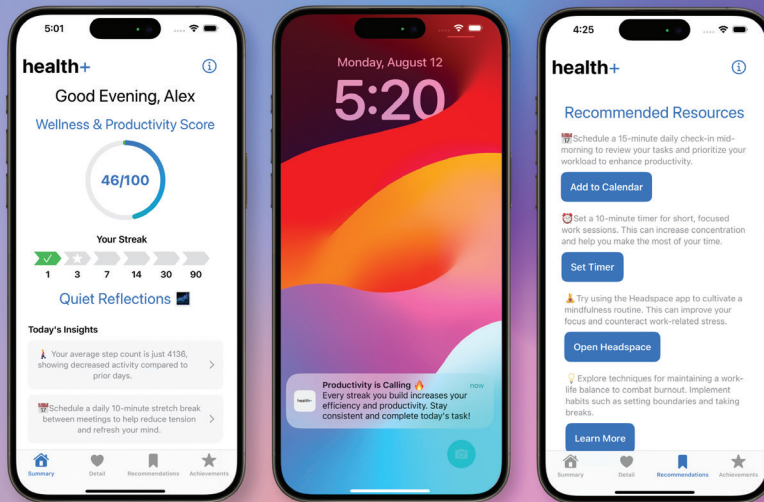 5:01
health+
Good Evening, Alex
Wellness & Productivity Score
46/100
Your Streak
1 3 7 14 30 90
Quiet Reflections
Today's Insights
Your average step count is just 4136,
showing decreased activity compared to
prior days.
Schedule a daily 10-minute stretch break
between meetings to help reduce tension
and refresh your mind.
Summary Detail Recommendations Achievements
Monday, August 12
5:20
health+
Productivity is Calling 🔥 now
Every streak you build increases your
efficiency and productivity. Stay
consistent and complete today's task!
4:25
health+
Recommended Resources
Schedule a 15-minute daily check-in mid-
morning to review your tasks and prioritize your
workload to enhance productivity.
Add to Calendar
Set a 10-minute timer for short, focused
work sessions. This can increase concentration
and help you make the most of your time.
Set Timer
Try using the Headspace app to cultivate a
mindfulness routine. This can improve your
focus and counteract work-related stress.
Open Headspace
Explore techniques for maintaining a work-
life balance to combat burnout. Implement
habits such as setting boundaries and taking
breaks.
Learn More
Summary Detail Recommendations Achievements